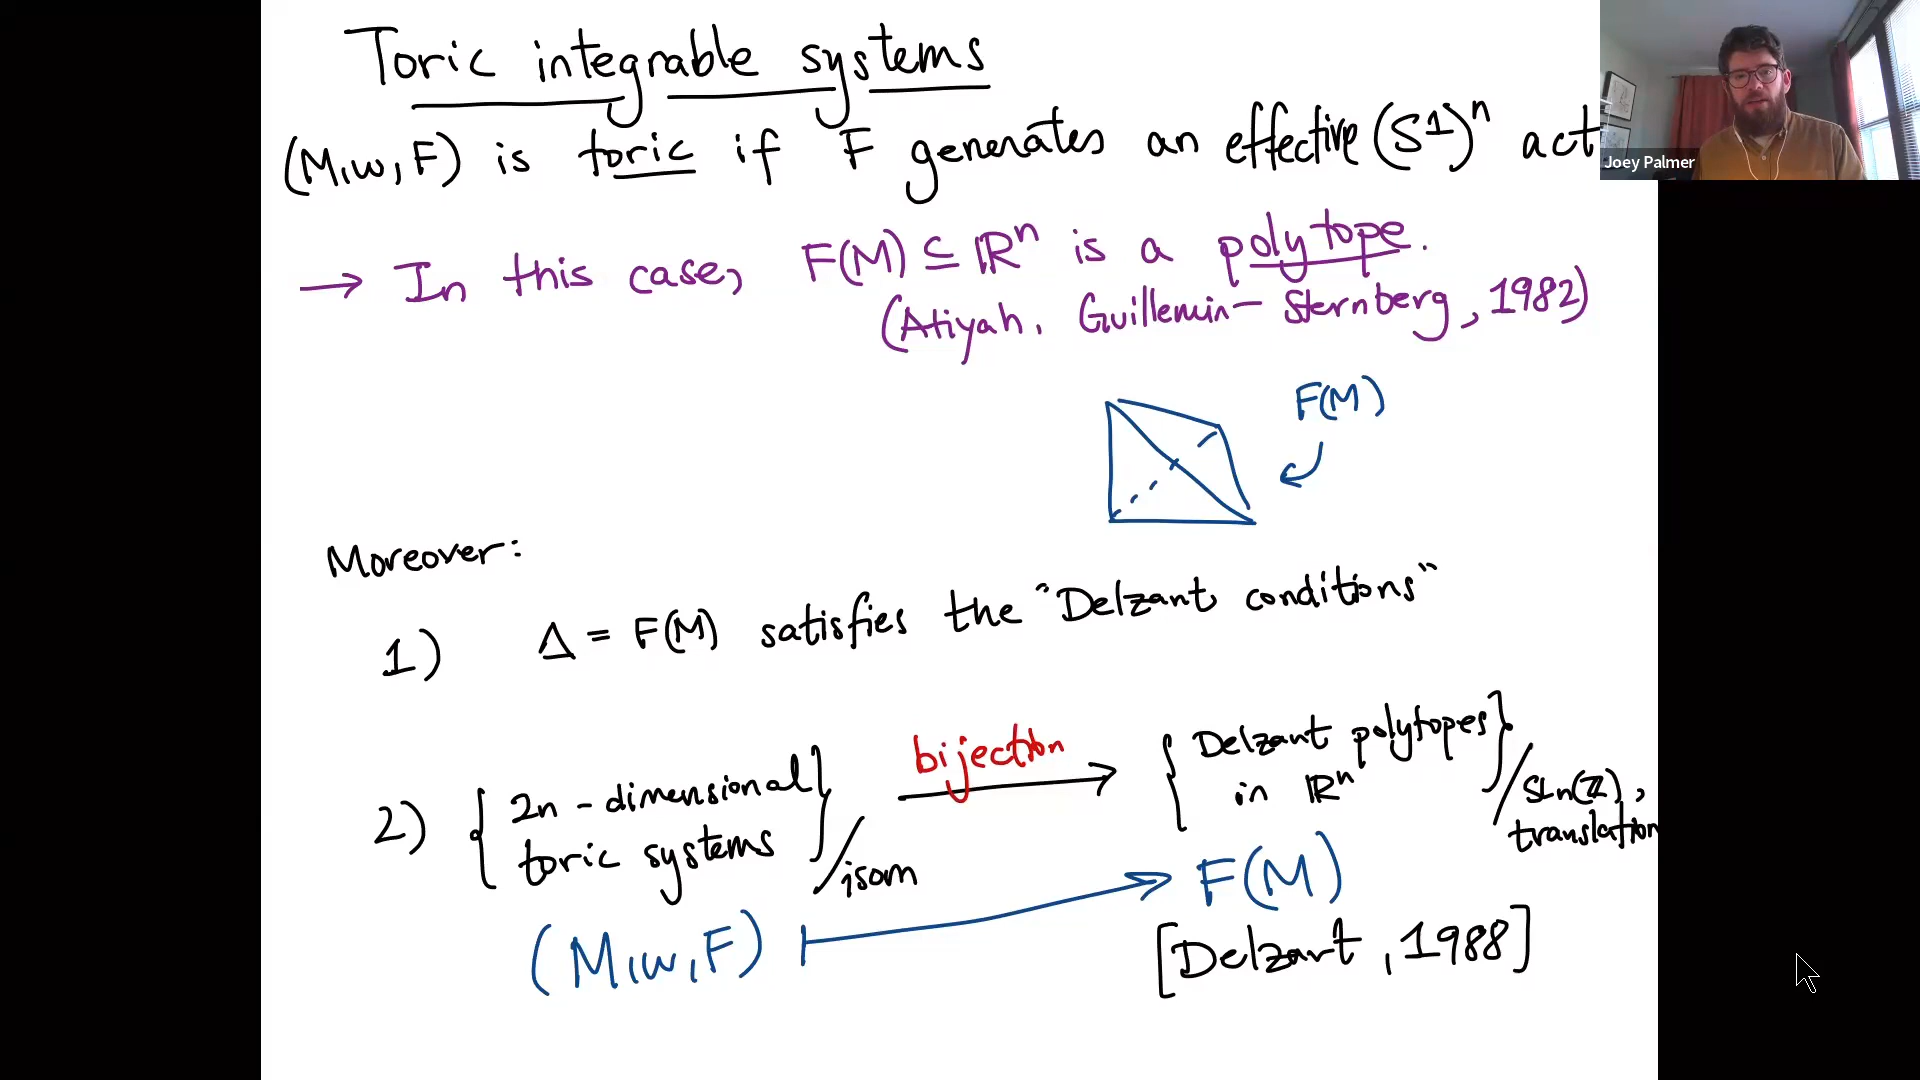 Toric integrable systems
(M, ω, F) is toric if F generates an effective (S¹)ⁿ act
Joey Palmer
→ In this case, F(M) ⊆ ℝⁿ is a polytope.
(Atiyah, Guillemin-Sternberg, 1982)
F(M)
Moreover:
1) Δ = F(M) satisfies the "Delzant conditions"
2) { 2n-dimensional toric systems } / isom bijection → { Delzant polytopes in ℝⁿ } / SLn(ℤ), translation
(M, ω, F) ↦ F(M)
[Delzant, 1988]